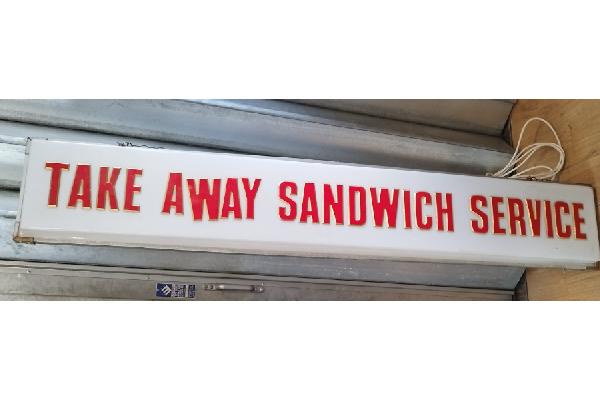 TAKE AWAY SANDWICH SERVICE